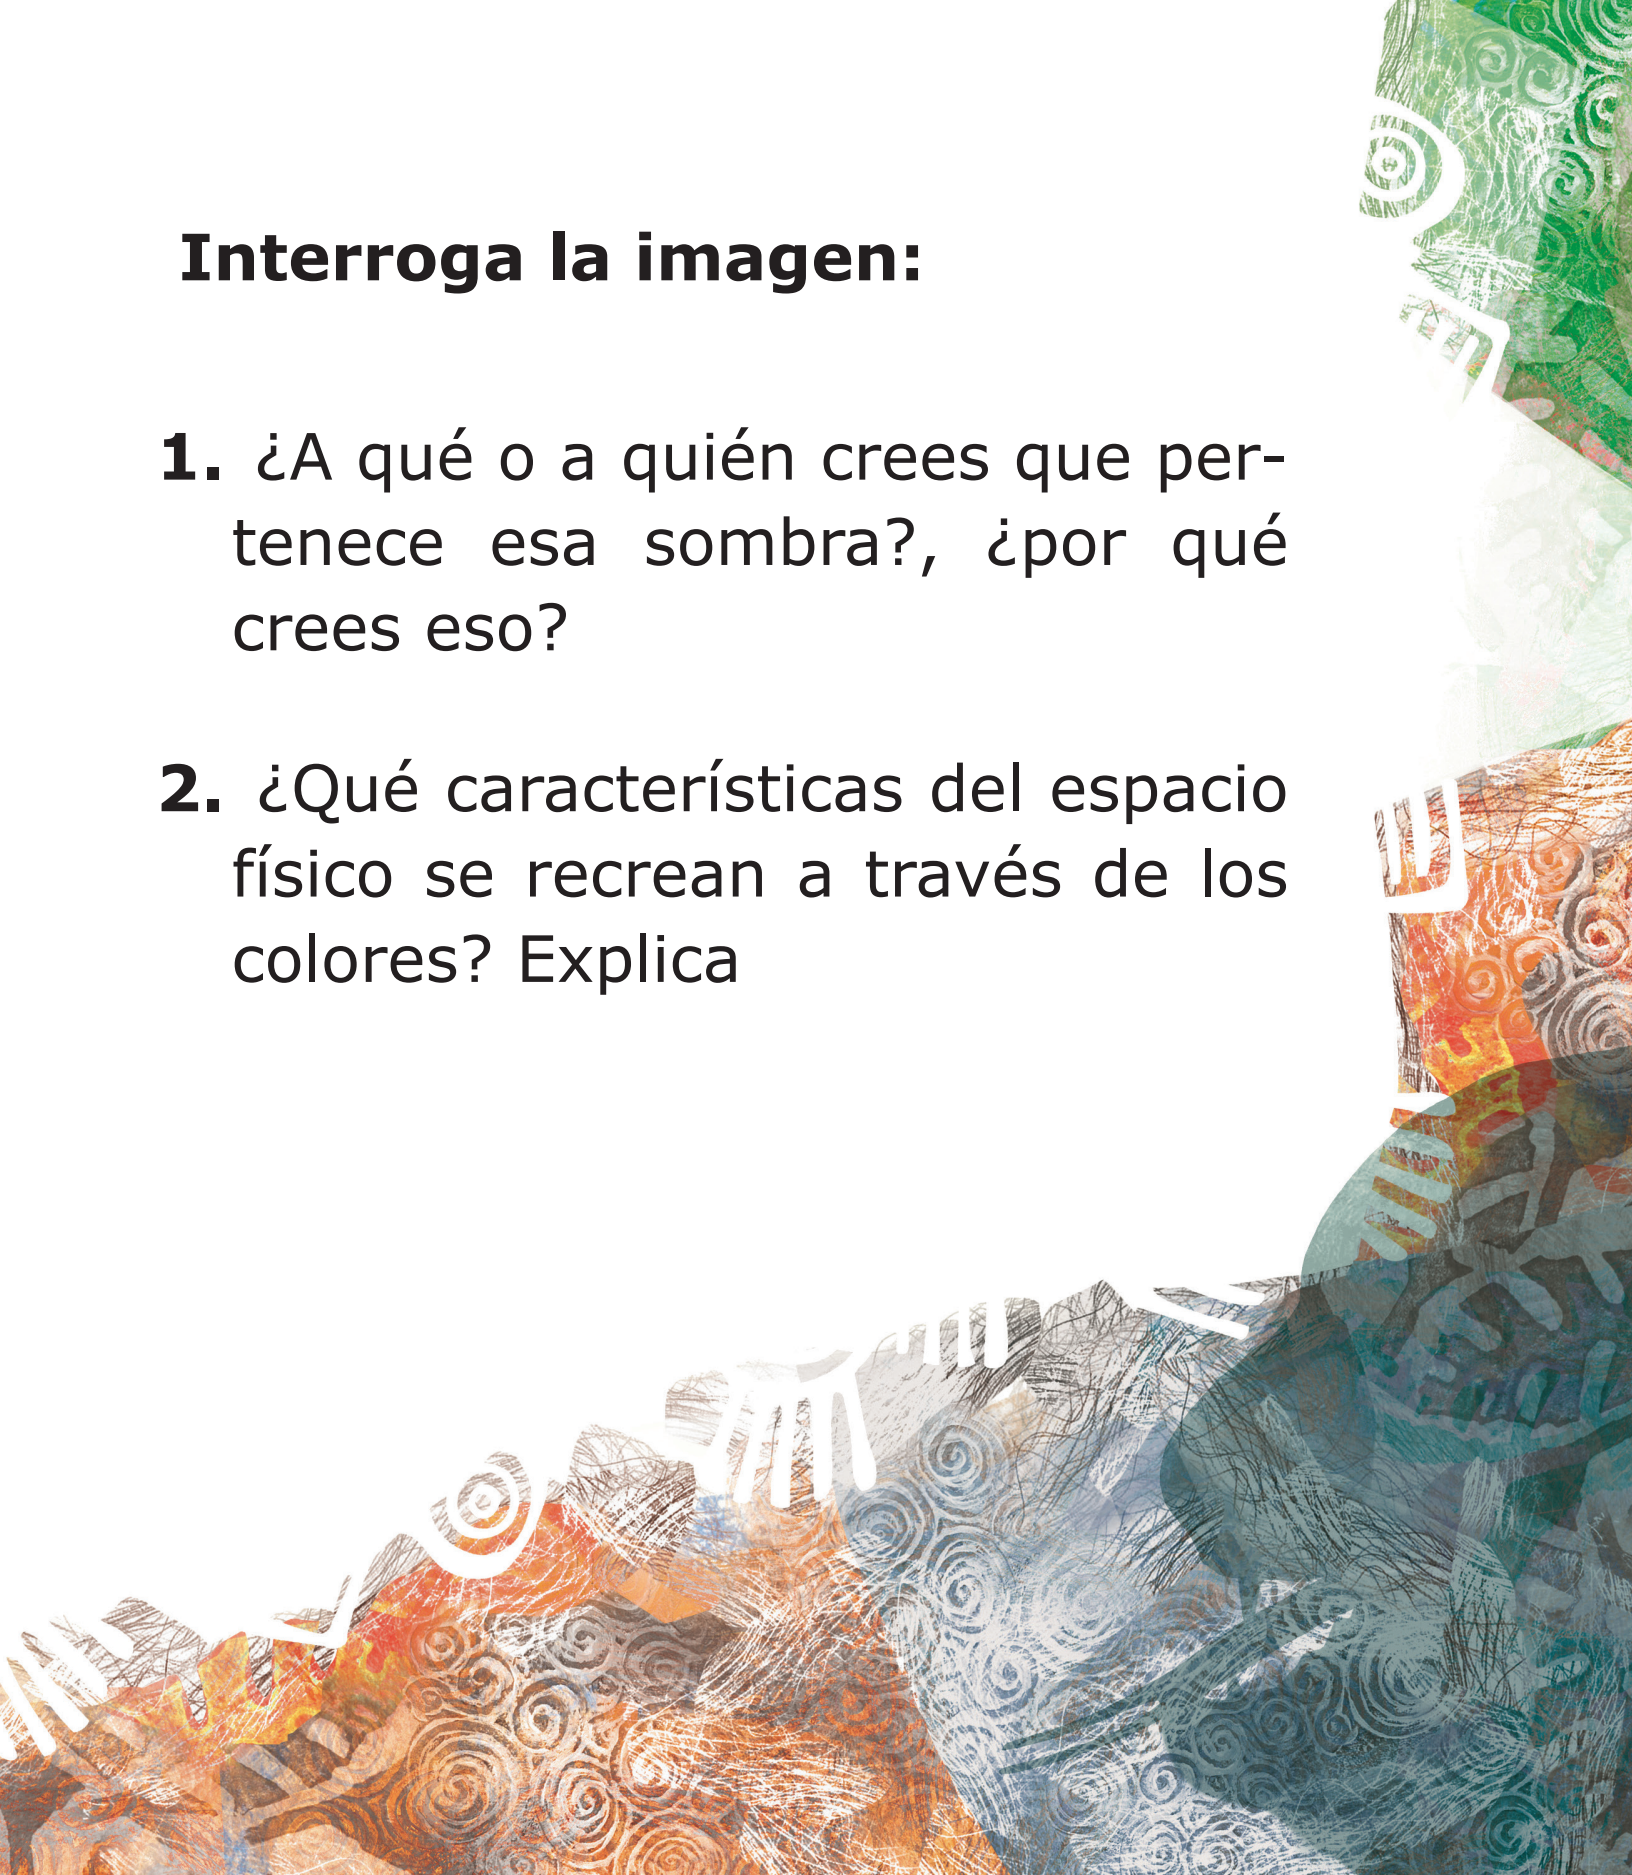 Interroga la imagen:
1. ¿A qué o a quién crees que per-
tenece esa sombra?, ¿por qué
crees eso?
2. ¿Qué características del espacio
físico se recrean a través de los
colores? Explica